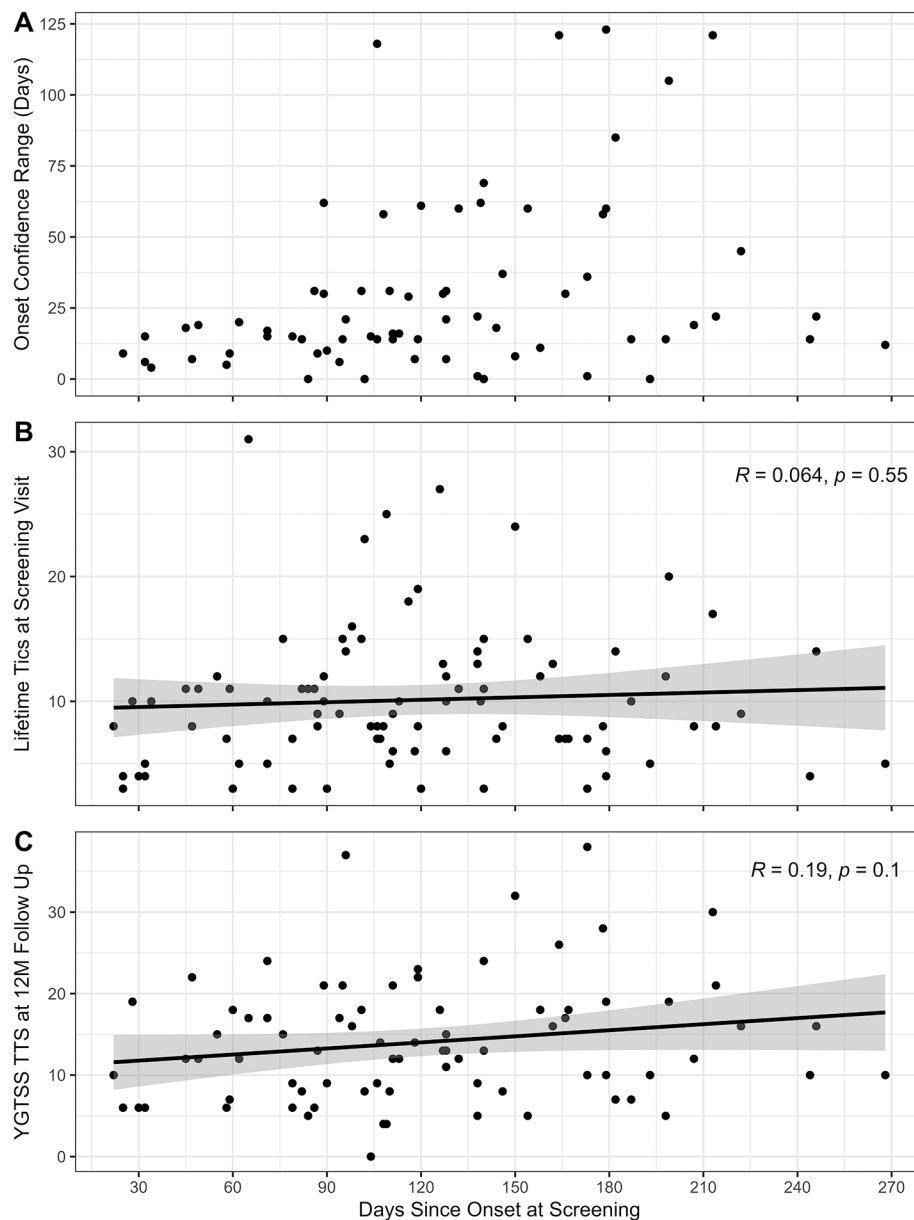 A
Onset Confidence Range (Days)
125
100
75
50
25
0
B
Lifetime Tics at Screening Visit
30
20
10
R = 0.064, p = 0.55
C
YGTSS TTS at 12M Follow Up
30
20
10
0
R = 0.19, p = 0.1
30 60 90 120 150 180 210 240 270
Days Since Onset at Screening